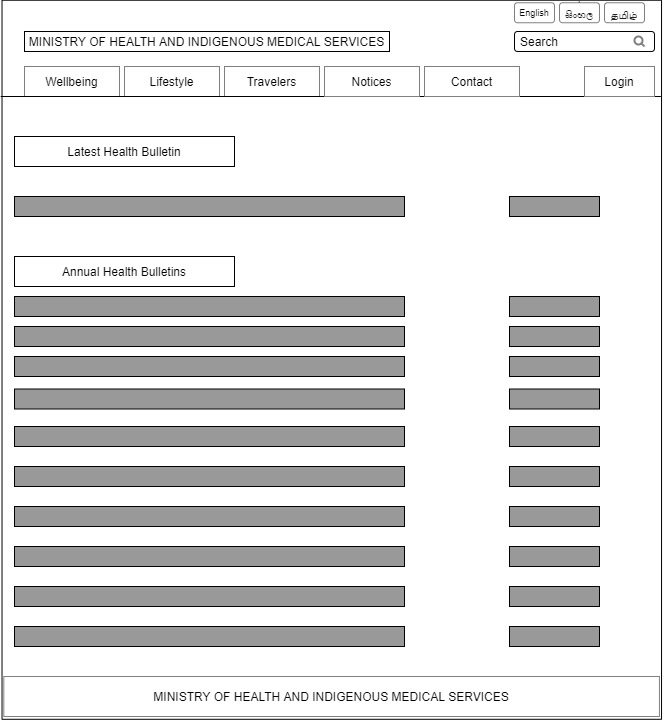 English සිංහල தமிழ்
MINISTRY OF HEALTH AND INDIGENOUS MEDICAL SERVICES
Search
Wellbeing Lifestyle Travelers Notices Contact Login
Latest Health Bulletin
Annual Health Bulletins
MINISTRY OF HEALTH AND INDIGENOUS MEDICAL SERVICES